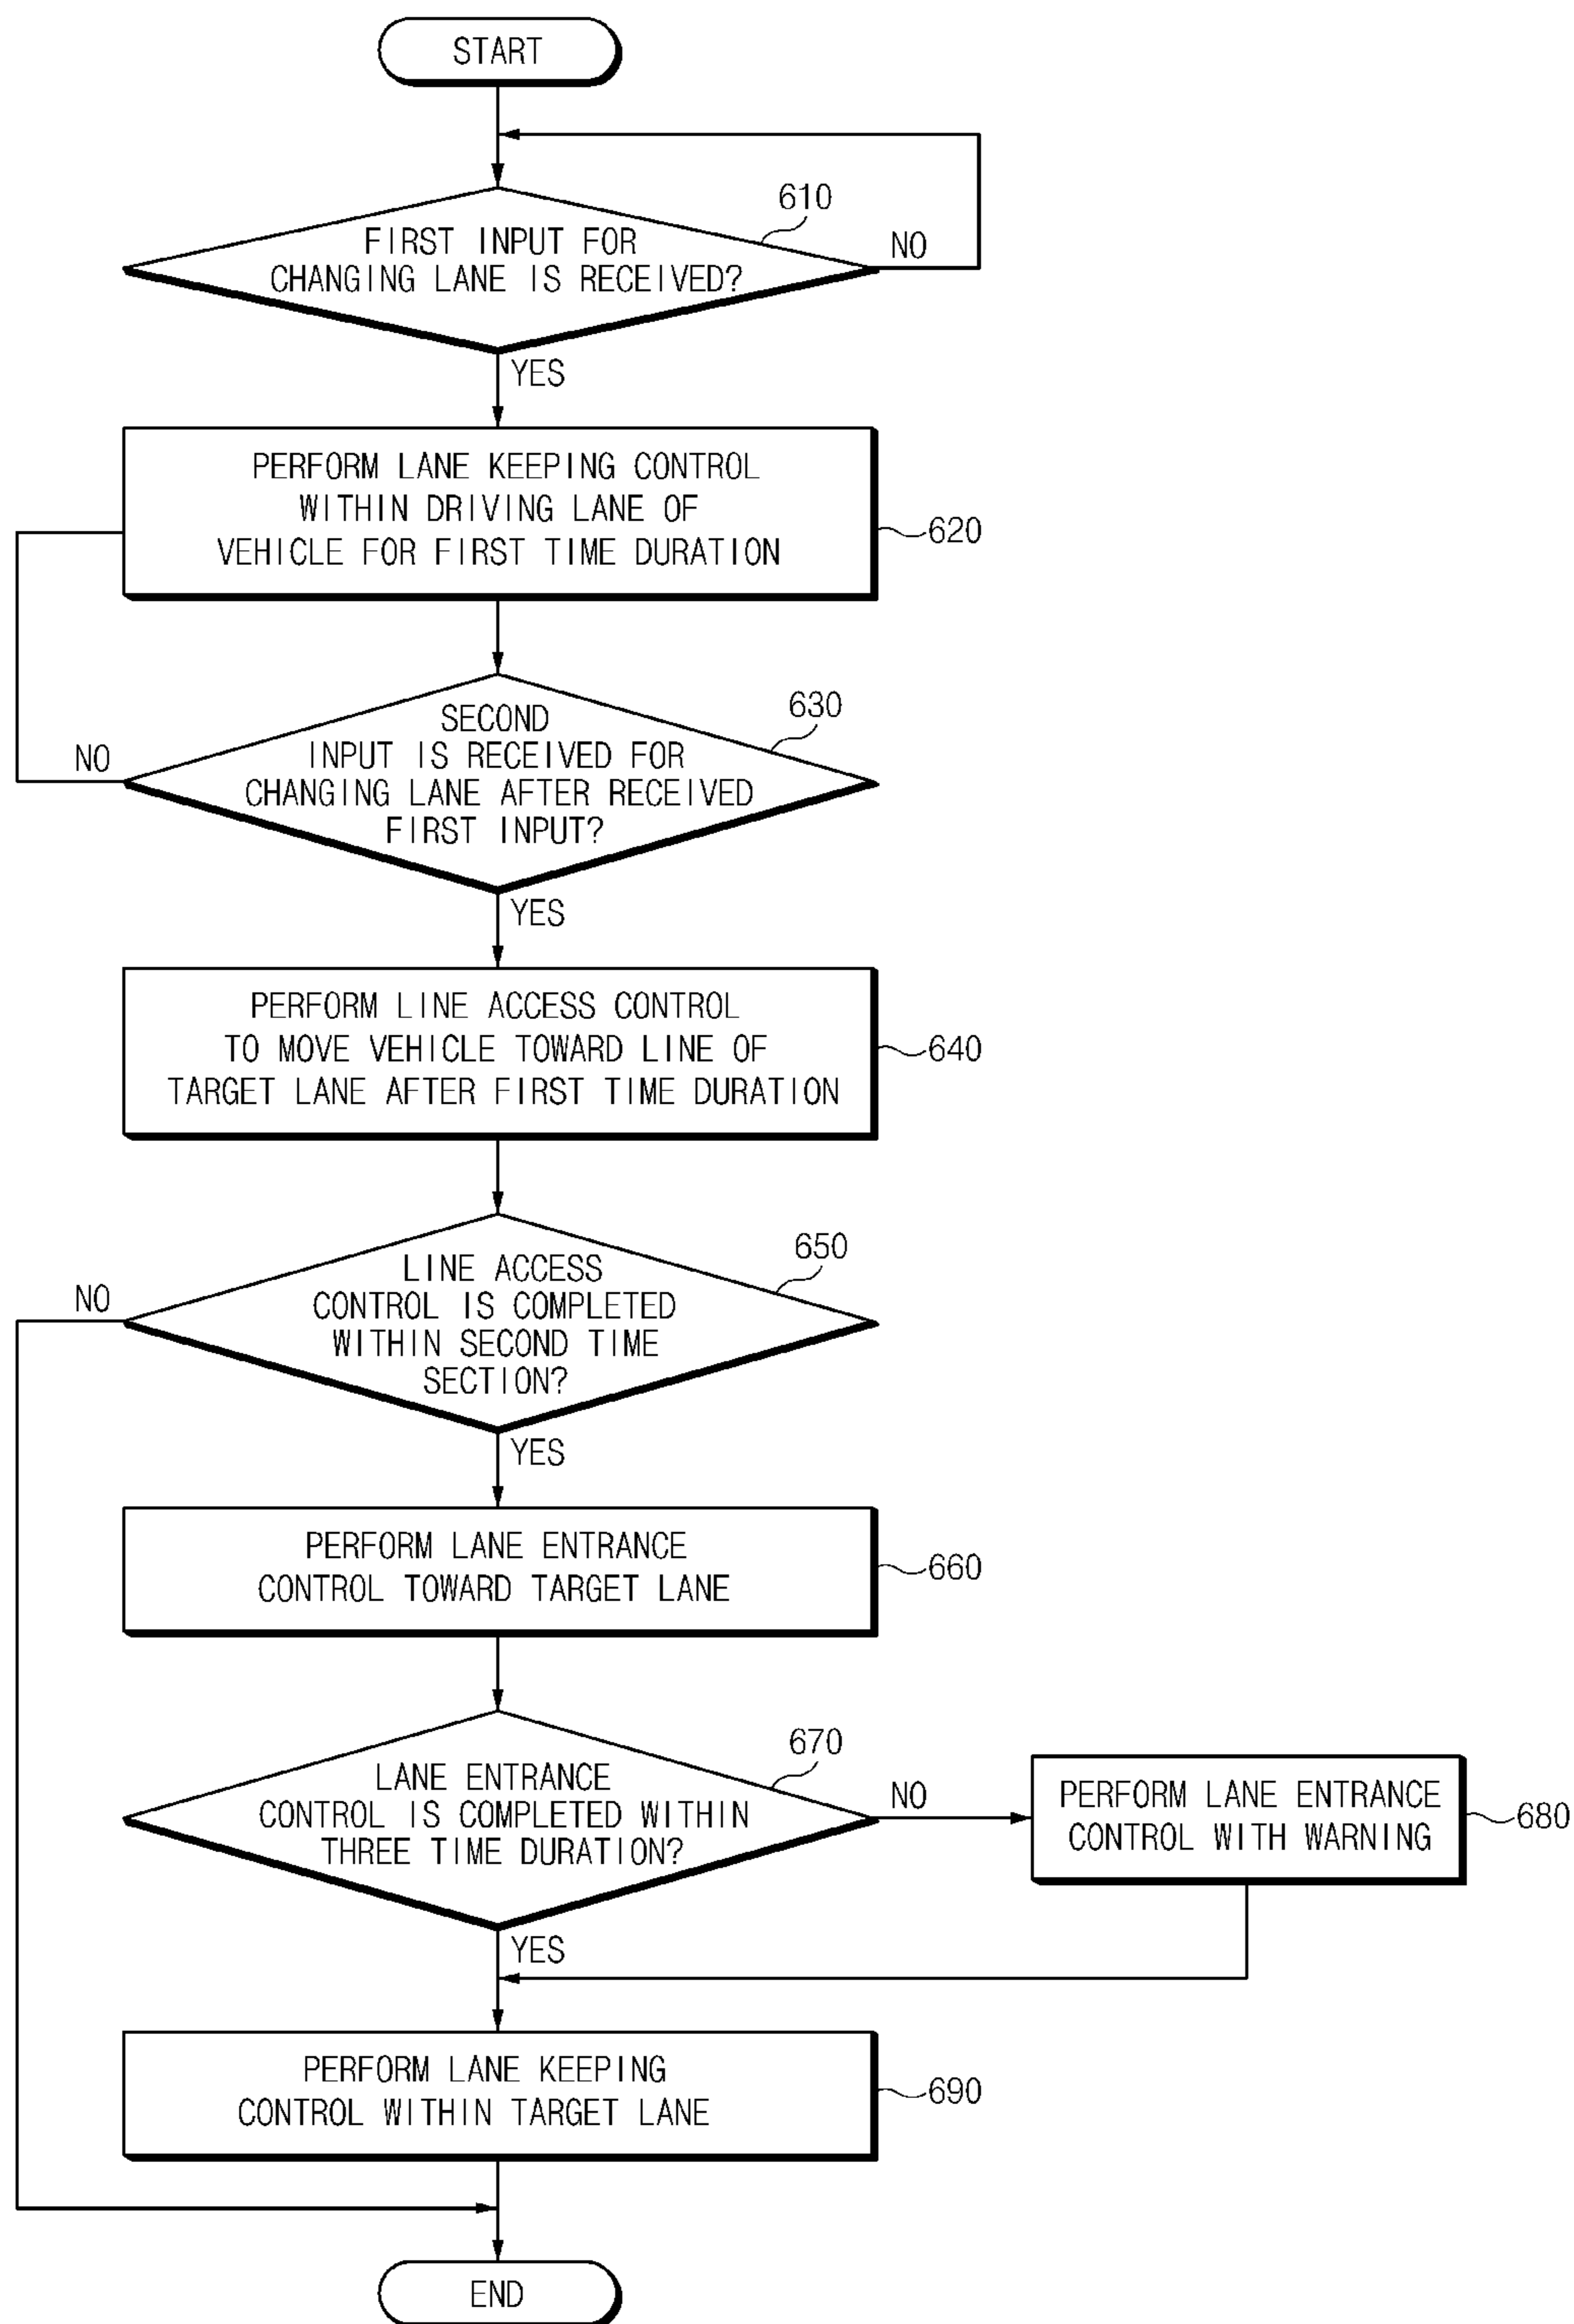 START
610
FIRST INPUT FOR
CHANGING LANE IS RECEIVED?
NO
YES
PERFORM LANE KEEPING CONTROL
WITHIN DRIVING LANE OF
VEHICLE FOR FIRST TIME DURATION
620
630
SECOND
INPUT IS RECEIVED FOR
CHANGING LANE AFTER RECEIVED
FIRST INPUT?
NO
YES
PERFORM LINE ACCESS CONTROL
TO MOVE VEHICLE TOWARD LINE OF
TARGET LANE AFTER FIRST TIME DURATION
640
650
LINE ACCESS
CONTROL IS COMPLETED
WITHIN SECOND TIME
SECTION?
NO
YES
PERFORM LANE ENTRANCE
CONTROL TOWARD TARGET LANE
660
670
LANE ENTRANCE
CONTROL IS COMPLETED WITHIN
THREE TIME DURATION?
NO
PERFORM LANE ENTRANCE
CONTROL WITH WARNING
680
YES
PERFORM LANE KEEPING
CONTROL WITHIN TARGET LANE
690
END